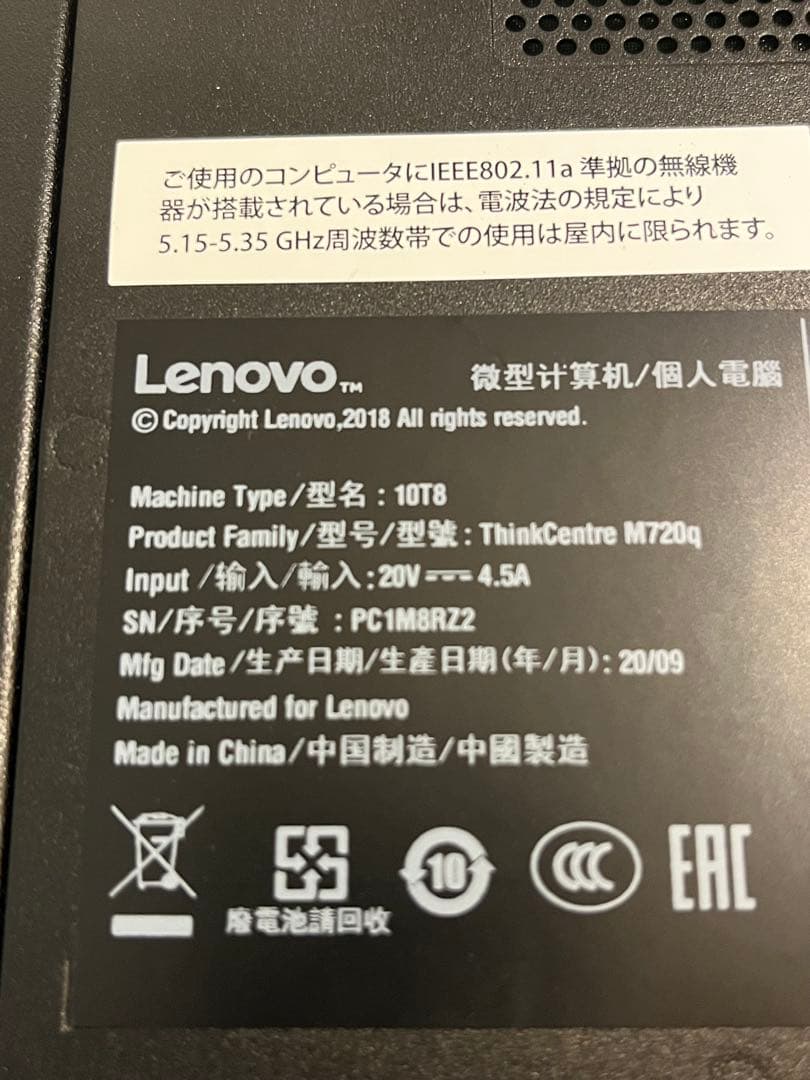 ご使用のコンピュータにIEEE802.11a 準拠の無線機
器が搭載されている場合は、電波法の規定により
5.15-5.35 GHz周波数帯での使用は屋内に限られます。
Lenovo™ 微型计算机/個人電腦
© Copyright Lenovo,2018 All rights reserved.
Machine Type/型名 : 10T8
Product Family/型号/型號 : ThinkCentre M720q
Input /输入/輸入 : 20V⎓4.5A
SN/序号/序號 : PC1M8RZ2
Mfg Date/生产日期/生產日期(年/月): 20/09
Manufactured for Lenovo
Made in China/中国制造/中國製造
10 CCC EAC
廢電池請回收